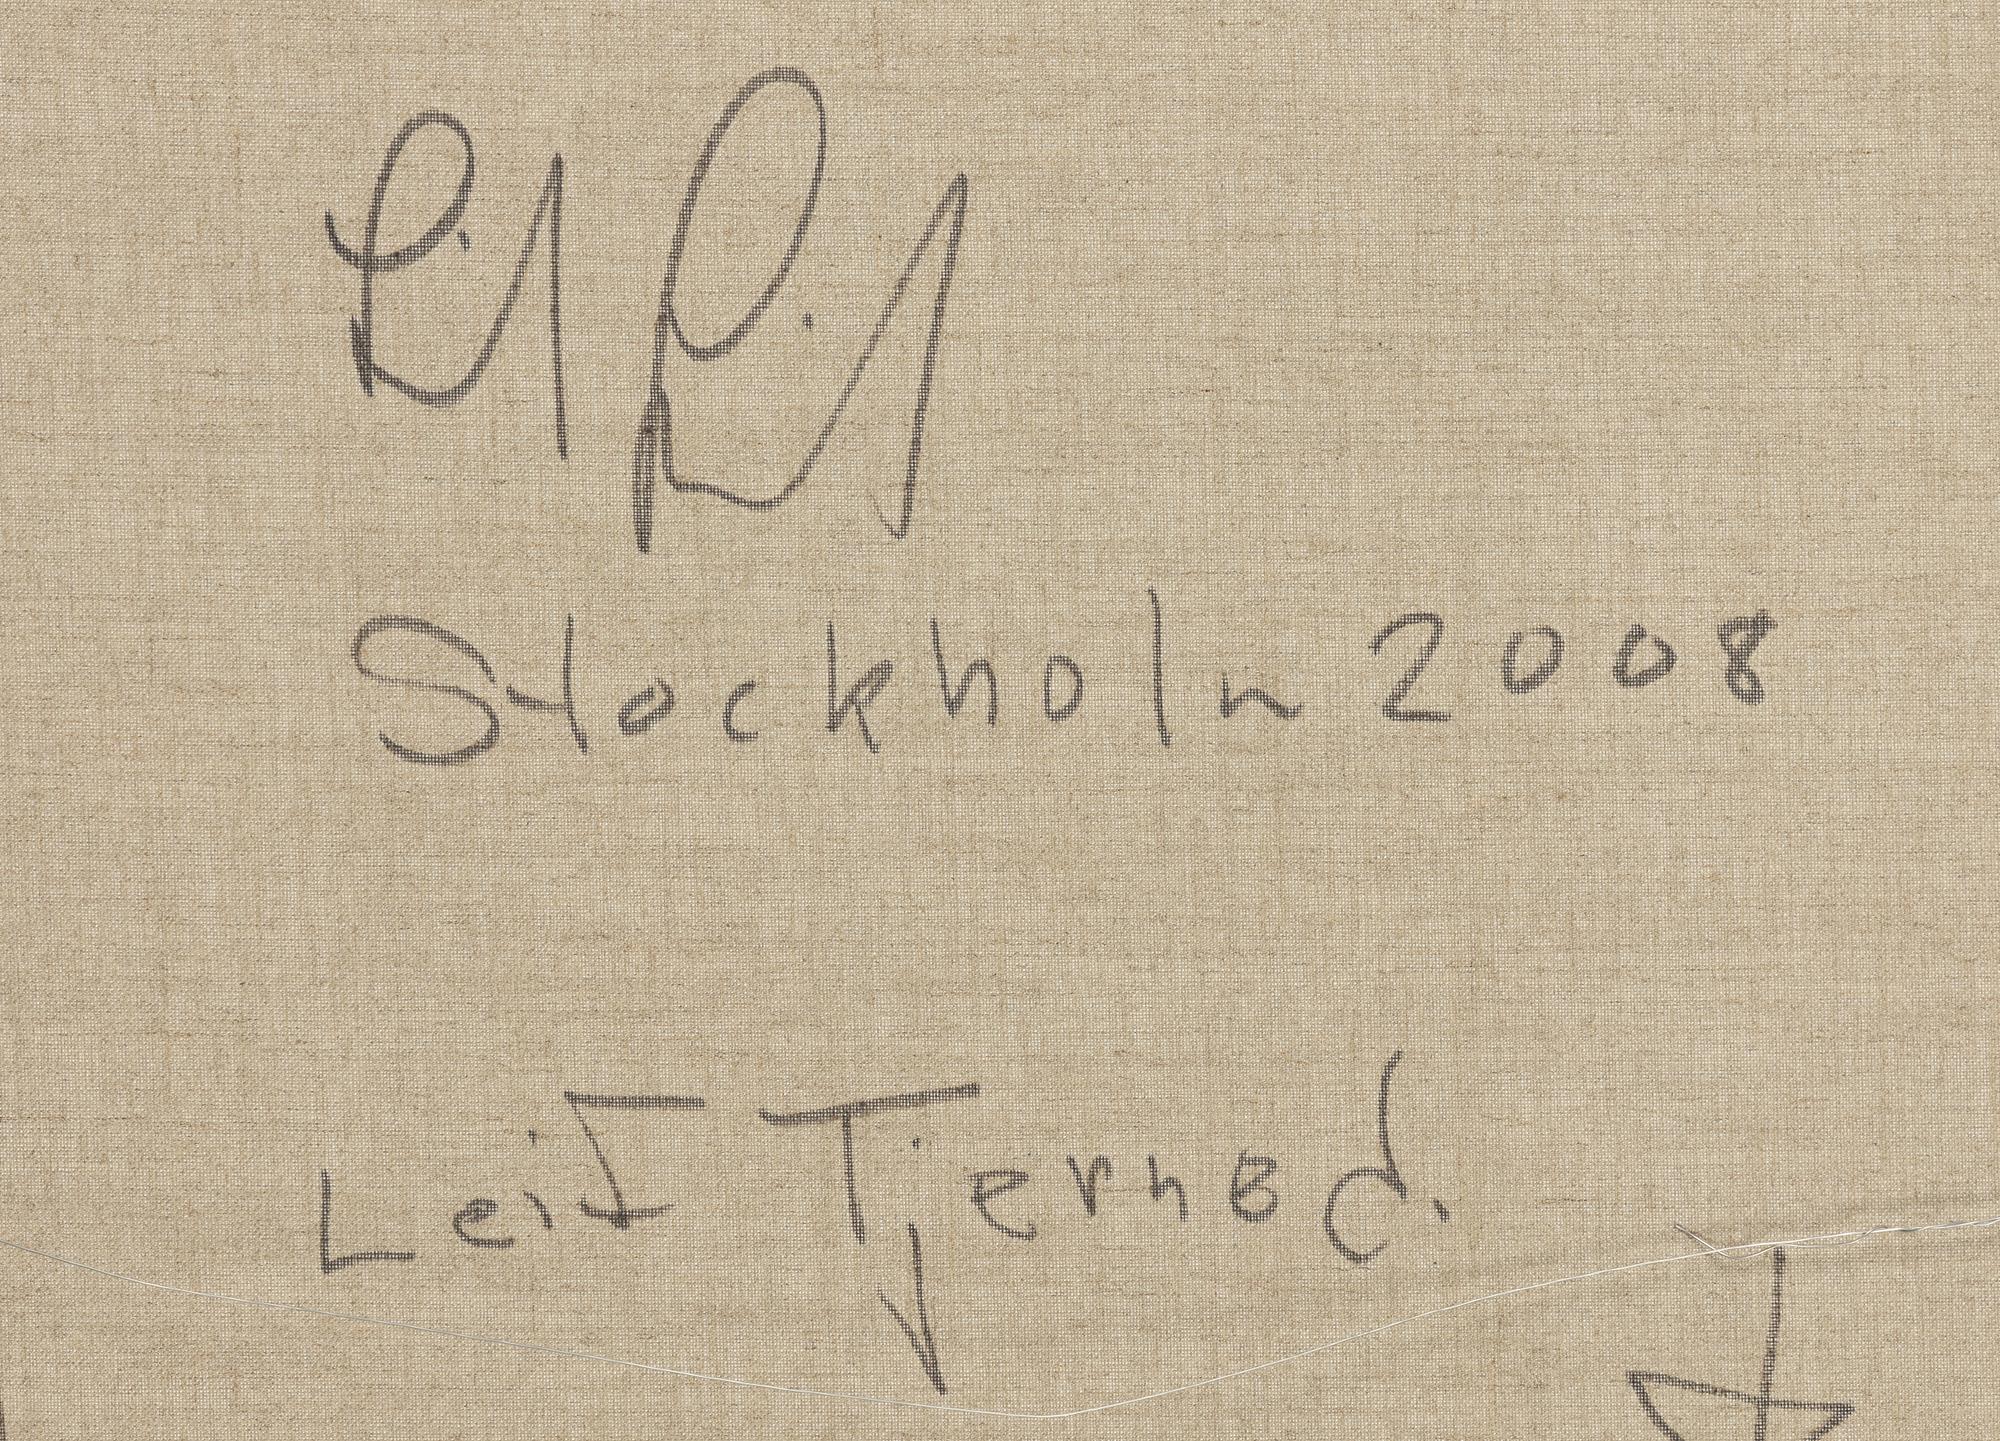 Stockholm 2008
Leif Tjerned.